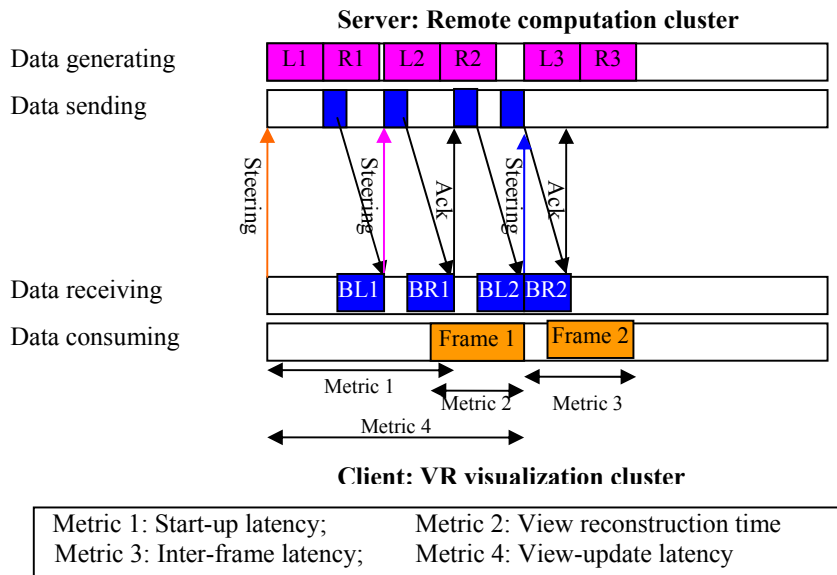 Server: Remote computation cluster
Data generating
L1 R1 L2 R2 L3 R3
Data sending
Steering
Steering
Ack
Steering
Ack
Data receiving
BL1 BR1 BL2 BR2
Data consuming
Frame 1 Frame 2
Metric 1
Metric 2
Metric 3
Metric 4
Client: VR visualization cluster
Metric 1: Start-up latency; Metric 2: View reconstruction time
Metric 3: Inter-frame latency; Metric 4: View-update latency